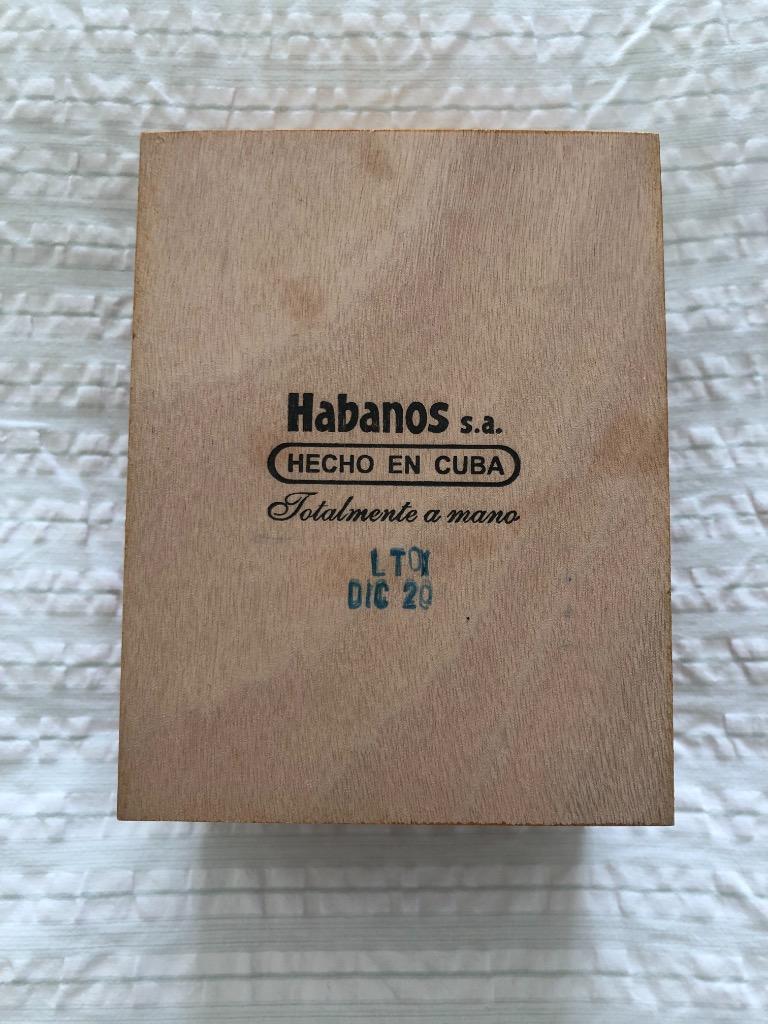 Habanos s.a.
HECHO EN CUBA
Totalmente a mano
DIC 20